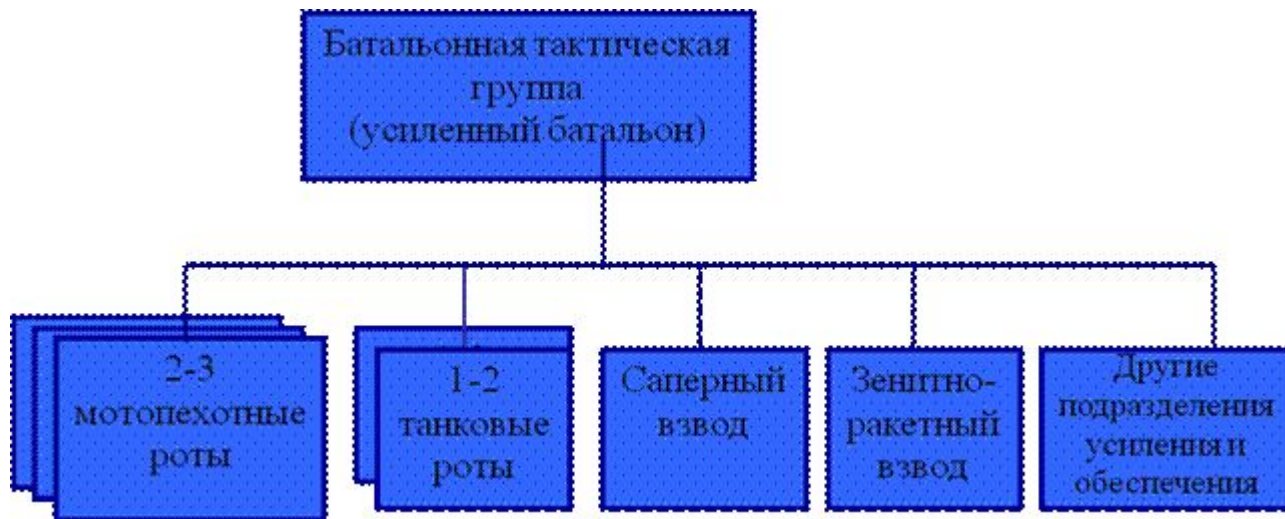 Батальонная тактическая
группа
(усиленный батальон)
2-3
мотопехотные
роты
1-2
танковые
роты
Саперный
взвод
Зенитно-
ракетный
взвод
Другие
подразделения
усиления и
обеспечения